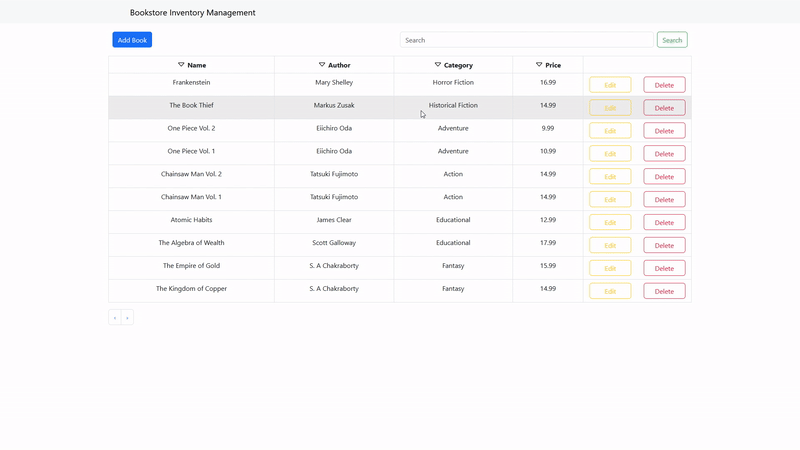 Bookstore Inventory Management
Add Book Search Search
Name Author Category Price
Frankenstein Mary Shelley Horror Fiction 16.99 Edit Delete
The Book Thief Markus Zusak Historical Fiction 14.99 Edit Delete
One Piece Vol. 2 Eiichiro Oda Adventure 9.99 Edit Delete
One Piece Vol. 1 Eiichiro Oda Adventure 10.99 Edit Delete
Chainsaw Man Vol. 2 Tatsuki Fujimoto Action 14.99 Edit Delete
Chainsaw Man Vol. 1 Tatsuki Fujimoto Action 14.99 Edit Delete
Atomic Habits James Clear Educational 12.99 Edit Delete
The Algebra of Wealth Scott Galloway Educational 17.99 Edit Delete
The Empire of Gold S. A Chakraborty Fantasy 15.99 Edit Delete
The Kingdom of Copper S. A Chakraborty Fantasy 14.99 Edit Delete
« »